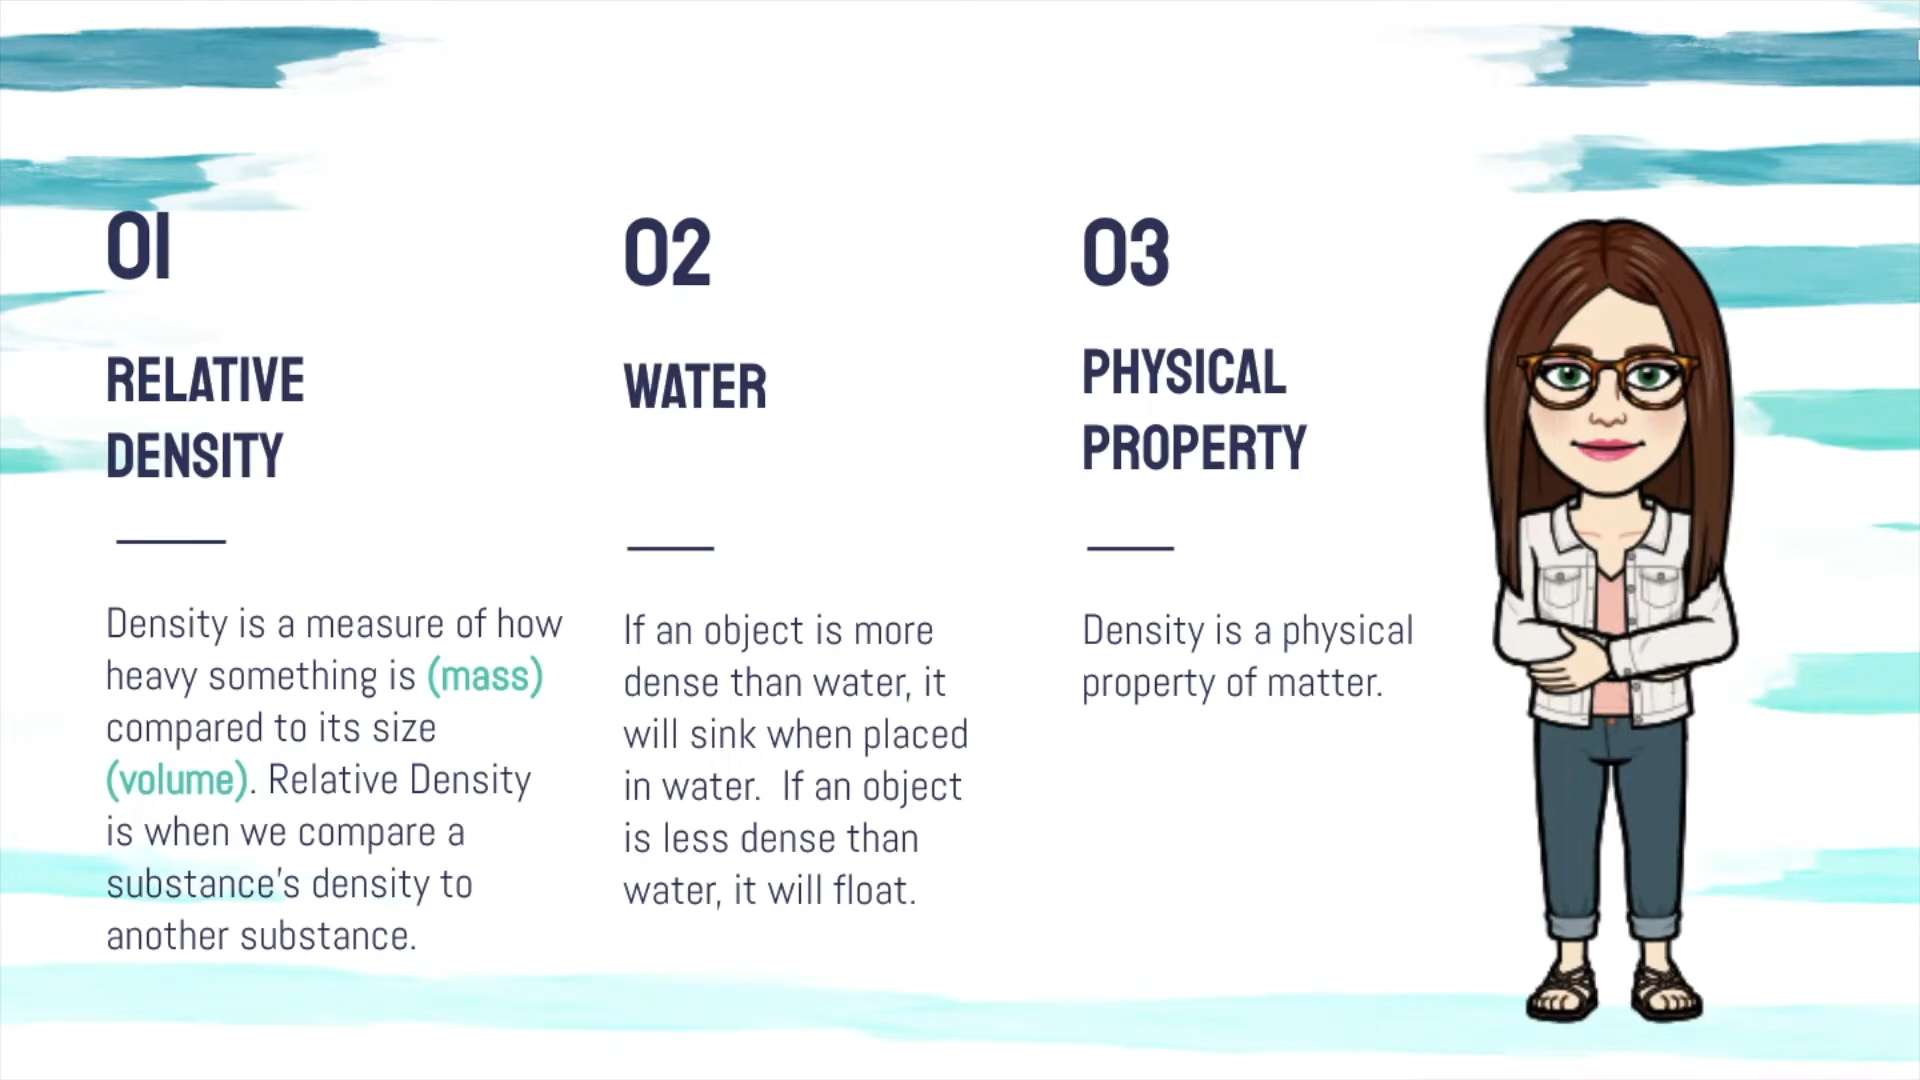 01
RELATIVE
DENSITY
Density is a measure of how
heavy something is (mass)
compared to its size
(volume). Relative Density
is when we compare a
substance's density to
another substance.
02
WATER
If an object is more
dense than water, it
will sink when placed
in water.  If an object
is less dense than
water, it will float.
03
PHYSICAL
PROPERTY
Density is a physical
property of matter.